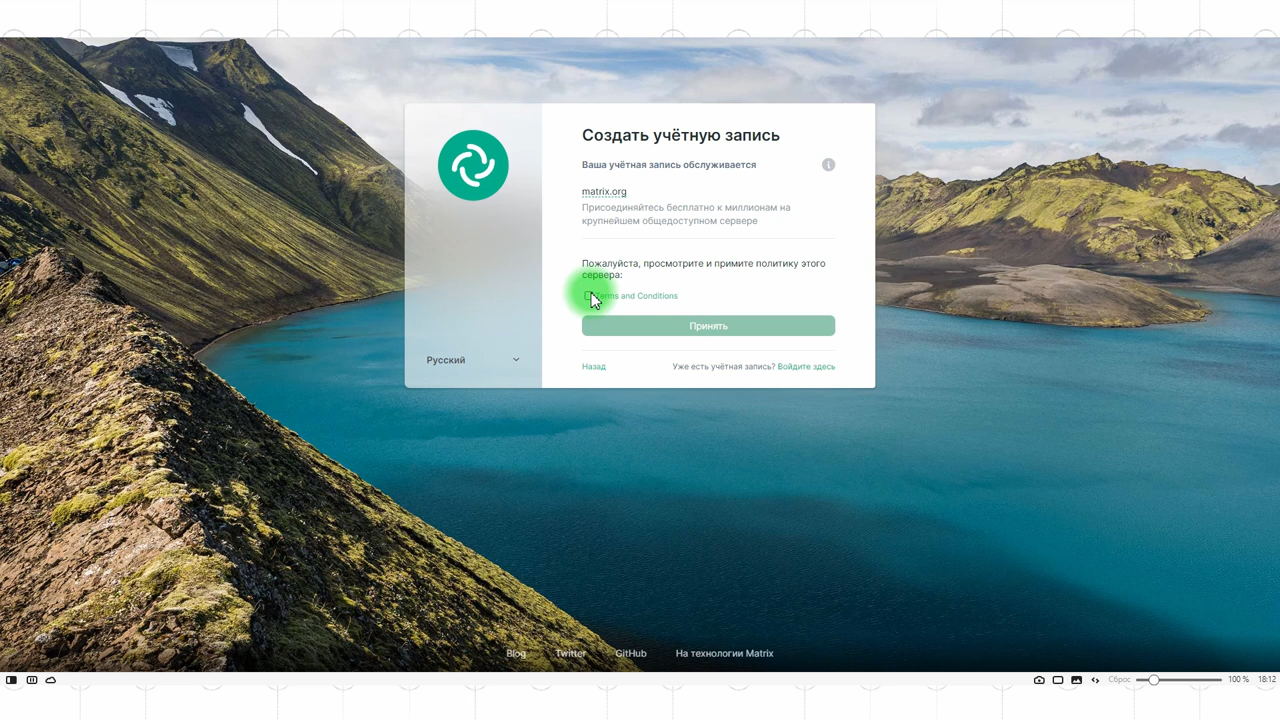 Создать учётную запись
Ваша учётная запись обслуживается
matrix.org
Присоединяйтесь бесплатно к миллионам на
крупнейшем общедоступном сервере
Пожалуйста, просмотрите и примите политику этого
сервера:
Terms and Conditions
Принять
Русский
Назад
Уже есть учётная запись? Войдите здесь
Blog
Twitter
GitHub
На технологии Matrix
Сброс
100 %
18:12